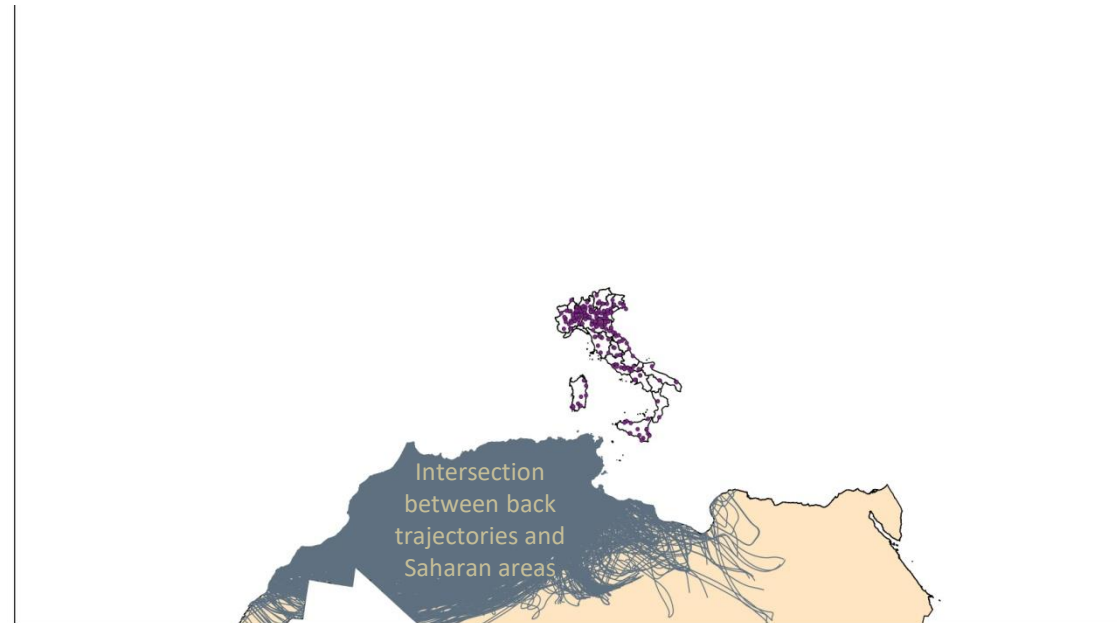 Intersection
between back
trajectories and
Saharan areas